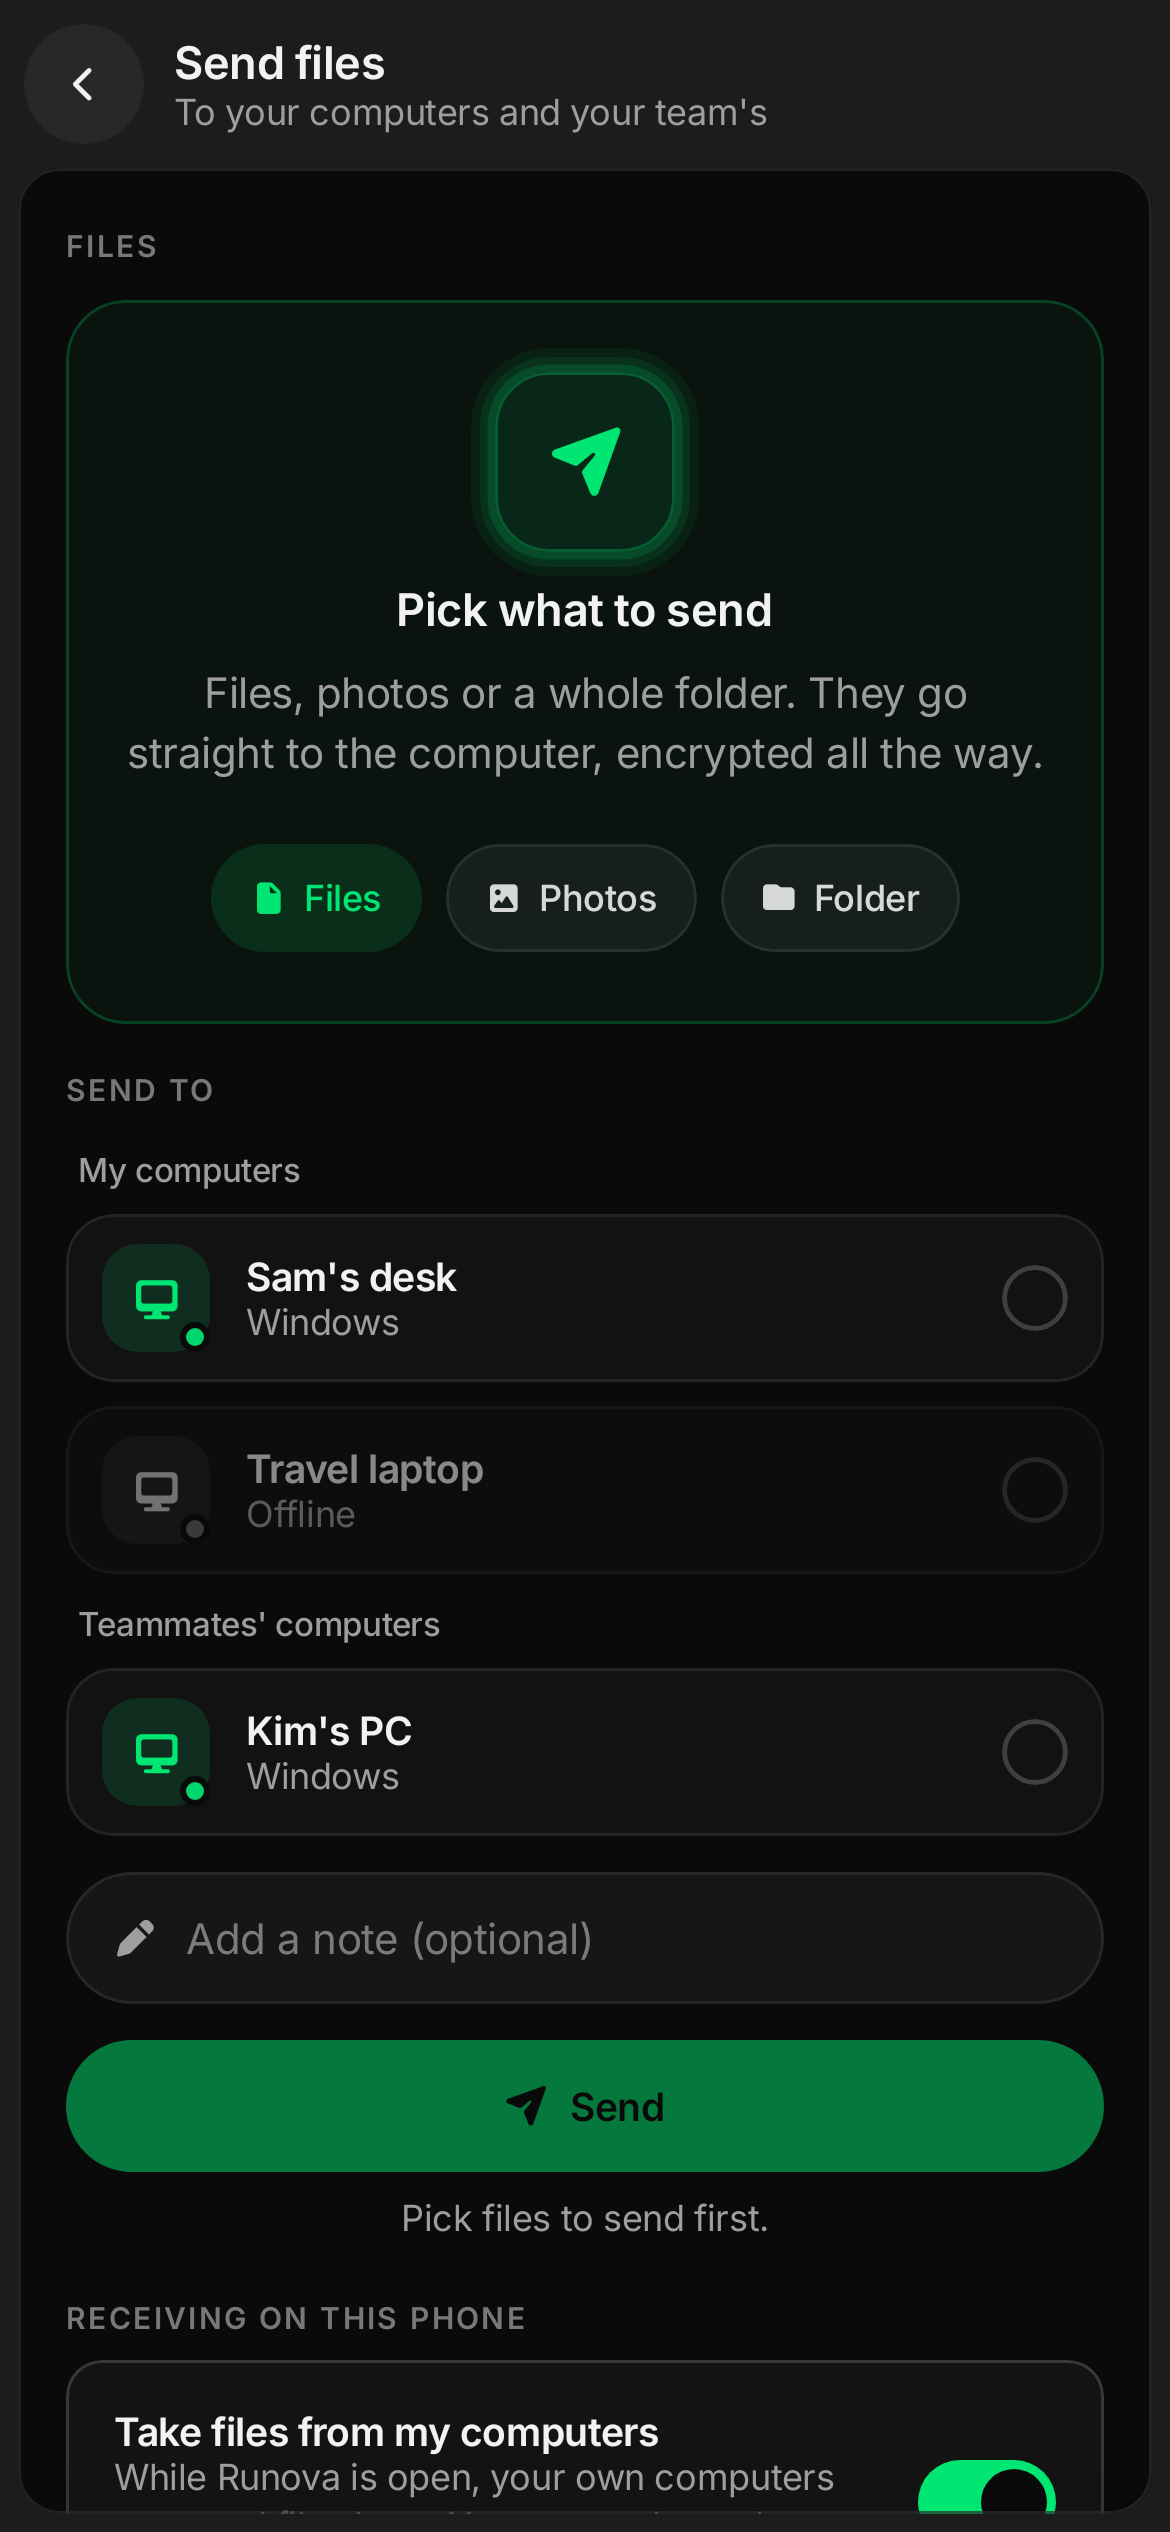 Send files
To your computers and your team's
FILES
Pick what to send
Files, photos or a whole folder. They go
straight to the computer, encrypted all the way.
Files
Photos
Folder
SEND TO
My computers
Sam's desk
Windows
Travel laptop
Offline
Teammates' computers
Kim's PC
Windows
Add a note (optional)
Send
Pick files to send first.
RECEIVING ON THIS PHONE
Take files from my computers
While Runova is open, your own computers